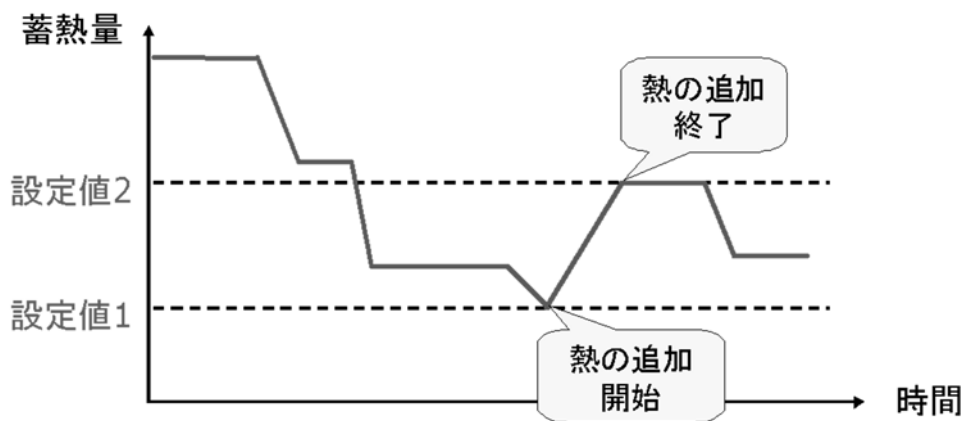 蓄熱量
熱の追加
終了
設定値2
設定値1
熱の追加
開始
時間